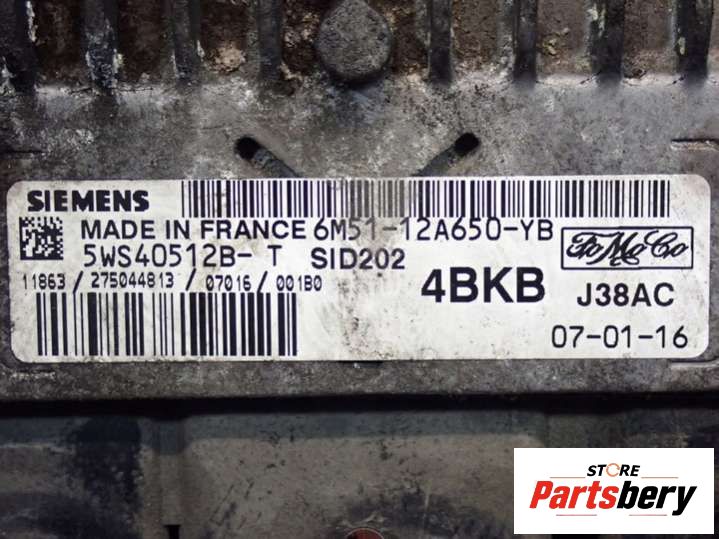 SIEMENS
MADE IN FRANCE 6M51-12A650-YB
5WS40512B- T SID202
FoMoCo
11863 / 275044813 / 07016 / 001B0
4BKB J38AC
07-01-16
STORE
Partsbery